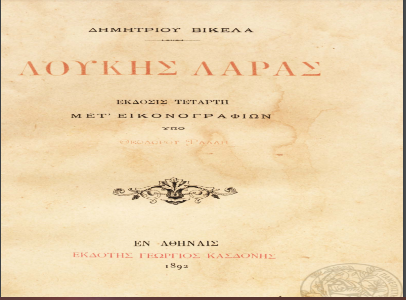 ΔΗΜΗΤΡΙΟΥ ΒΙΚΕΛΑ
ΛΟΥΚΗΣ ΛΑΡΑΣ
ΕΚΔΟΣΙΣ ΤΕΤΑΡΤΗ
ΜΕΤ' ΕΙΚΟΝΟΓΡΑΦΙΩΝ
ΥΠΟ
ΕΝ ΑΘΗΝΑΙΣ
ΕΚΔΟΤΗΣ ΓΕΩΡΓΙΟΣ ΚΑΣΔΟΝΗΣ
1892